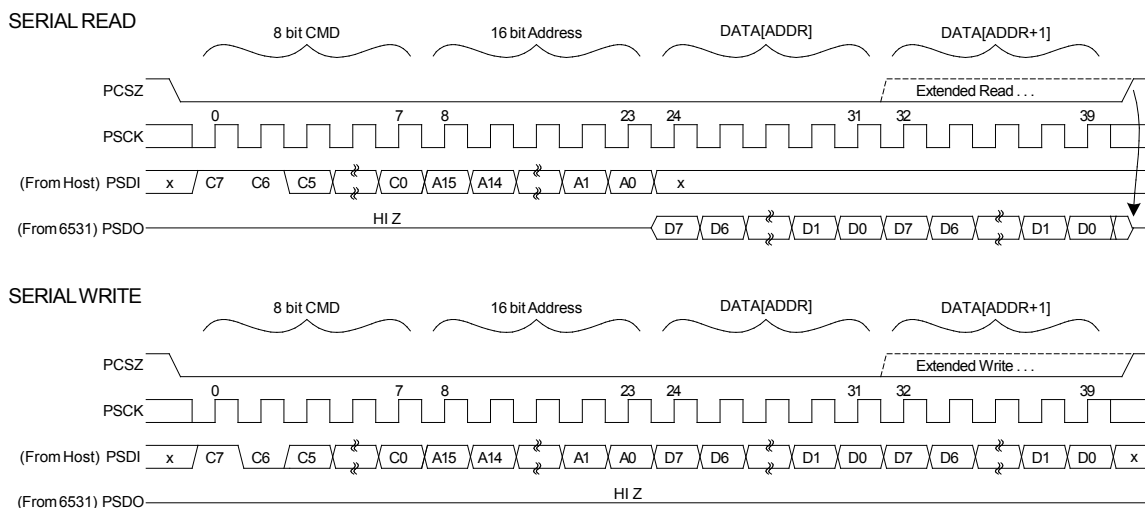 SERIAL READ
8 bit CMD 16 bit Address DATA[ADDR] DATA[ADDR+1]
PCSZ Extended Read . . .
0 7 8 23 24 31 32 39
PSCK
(From Host) PSDI x C7 C6 C5 C0 A15 A14 A1 A0 x
(From 6531) PSDO HI Z D7 D6 D1 D0 D7 D6 D1 D0
SERIAL WRITE
8 bit CMD 16 bit Address DATA[ADDR] DATA[ADDR+1]
PCSZ Extended Write . . .
0 7 8 23 24 31 32 39
PSCK
(From Host) PSDI x C7 C6 C5 C0 A15 A14 A1 A0 D7 D6 D1 D0 D7 D6 D1 D0 x
(From 6531) PSDO HI Z